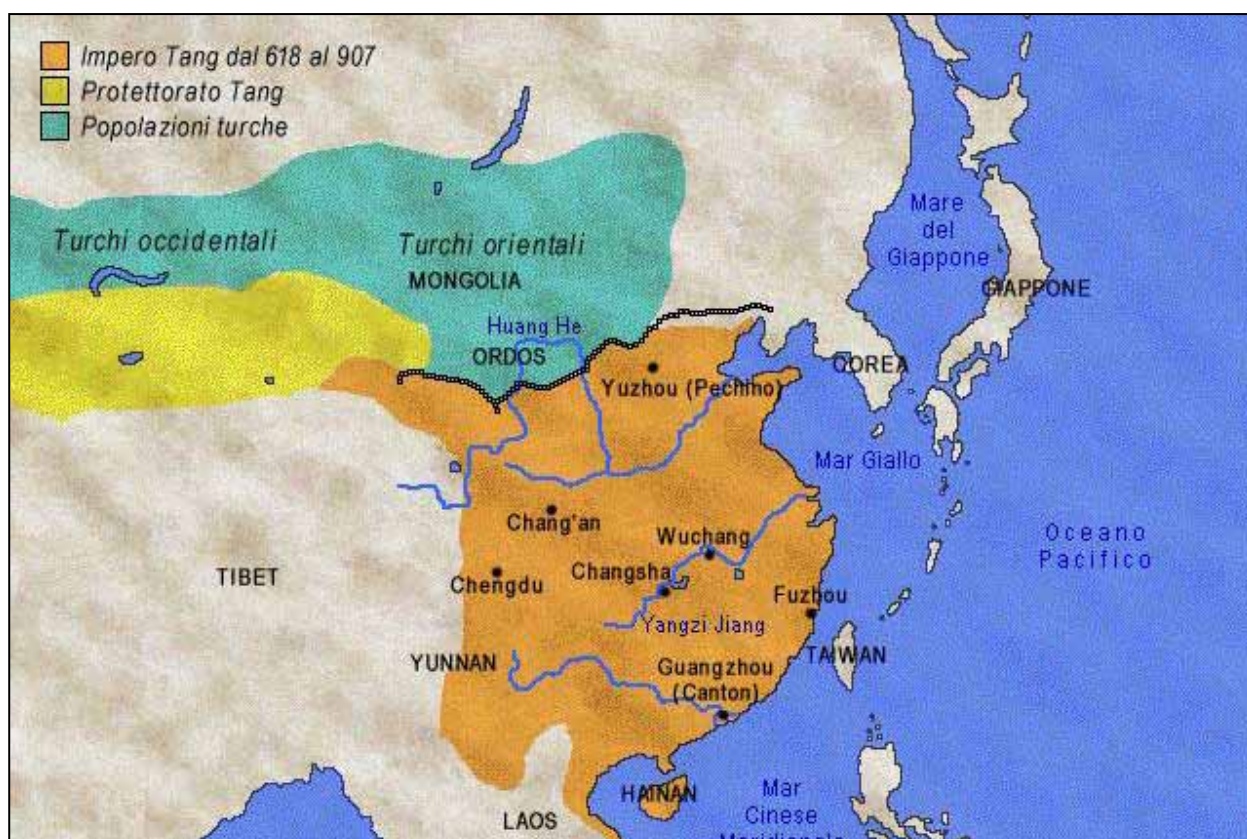 Impero Tang dal 618 al 907
Protettorato Tang
Popolazioni turche
Turchi occidentali
Turchi orientali
MONGOLIA
Mare
del
Giappone
GIAPPONE
Huang He
ORDOS
COREA
Yuzhou (Pechino)
Mar Giallo
Chang'an
Wuchang
Oceano
Pacifico
TIBET
Chengdu
Changsha
Fuzhou
Yangzi Jiang
YUNNAN
TAIWAN
Guangzhou
(Canton)
HAINAN
LAOS
Mar
Cinese
Meridionale